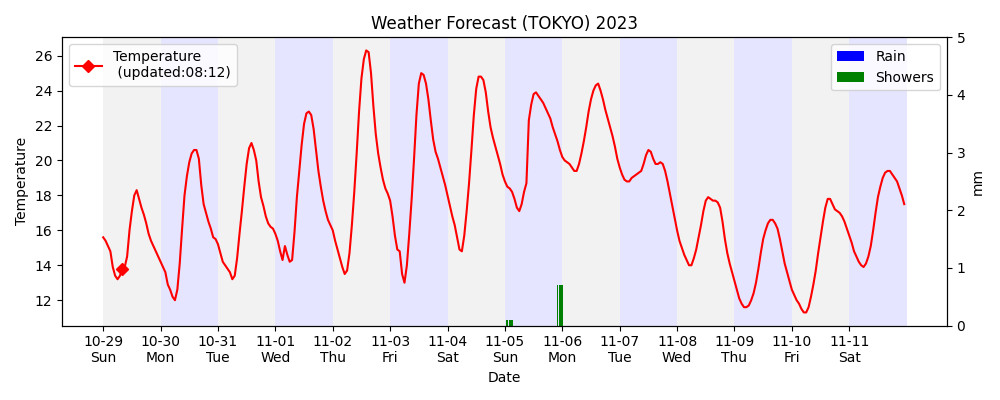 Weather Forecast (TOKYO) 2023
Temperature
(updated:08:12)
Rain
Showers
26
24
22
20
18
16
14
12
Temperature
5
4
3
2
1
0
mm
10-29 10-30 10-31 11-01 11-02 11-03 11-04 11-05 11-06 11-07 11-08 11-09 11-10 11-11
Sun Mon Tue Wed Thu Fri Sat Sun Mon Tue Wed Thu Fri Sat
Date